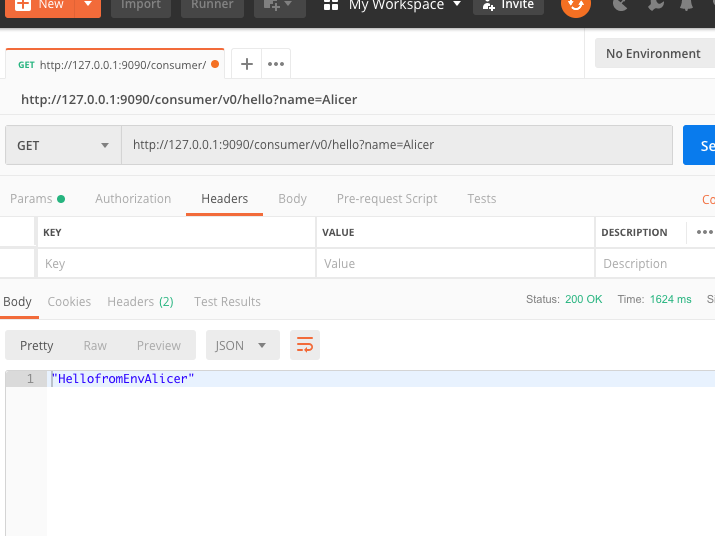 New Import Runner My Workspace Invite
GET http://127.0.0.1:9090/consumer/ No Environment
http://127.0.0.1:9090/consumer/v0/hello?name=Alicer
GET http://127.0.0.1:9090/consumer/v0/hello?name=Alicer Se
Params Authorization Headers Body Pre-request Script Tests Co
KEY VALUE DESCRIPTION
Key Value Description
Body Cookies Headers (2) Test Results Status: 200 OK Time: 1624 ms Si
Pretty Raw Preview JSON
1 "HellofromEnvAlicer"